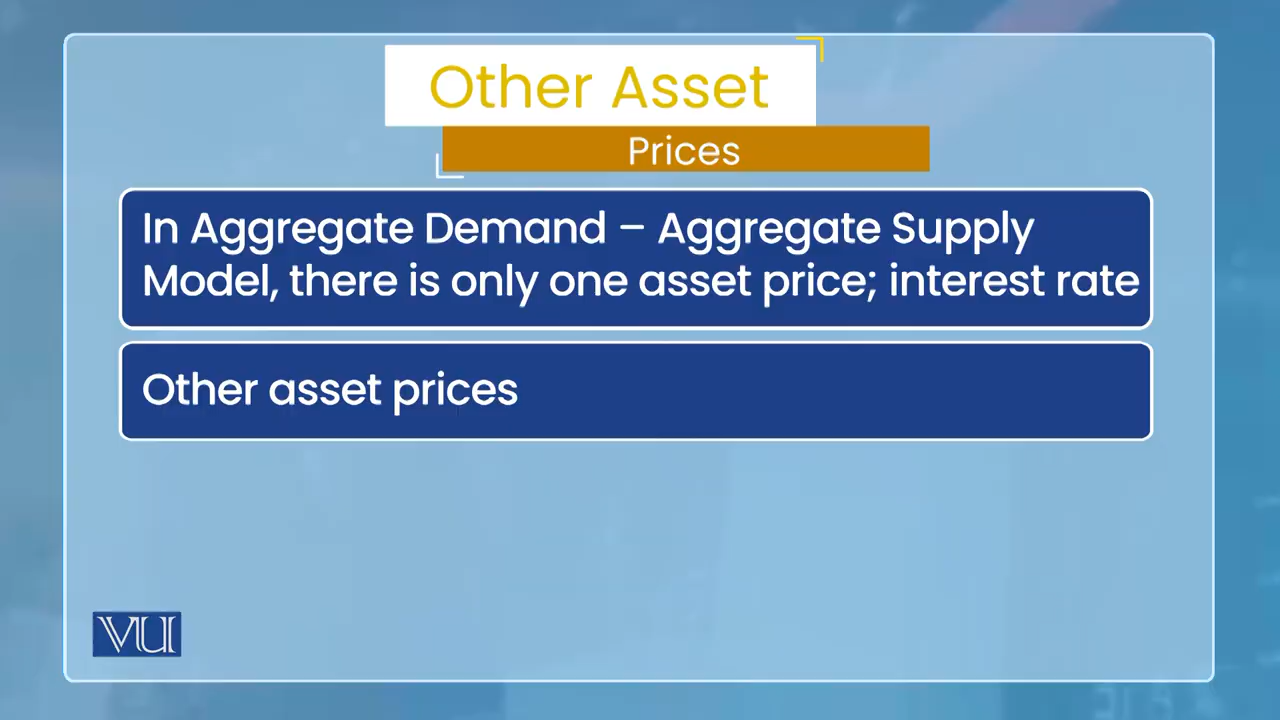 Other Asset
Prices
In Aggregate Demand – Aggregate Supply
Model, there is only one asset price; interest rate
Other asset prices
VU